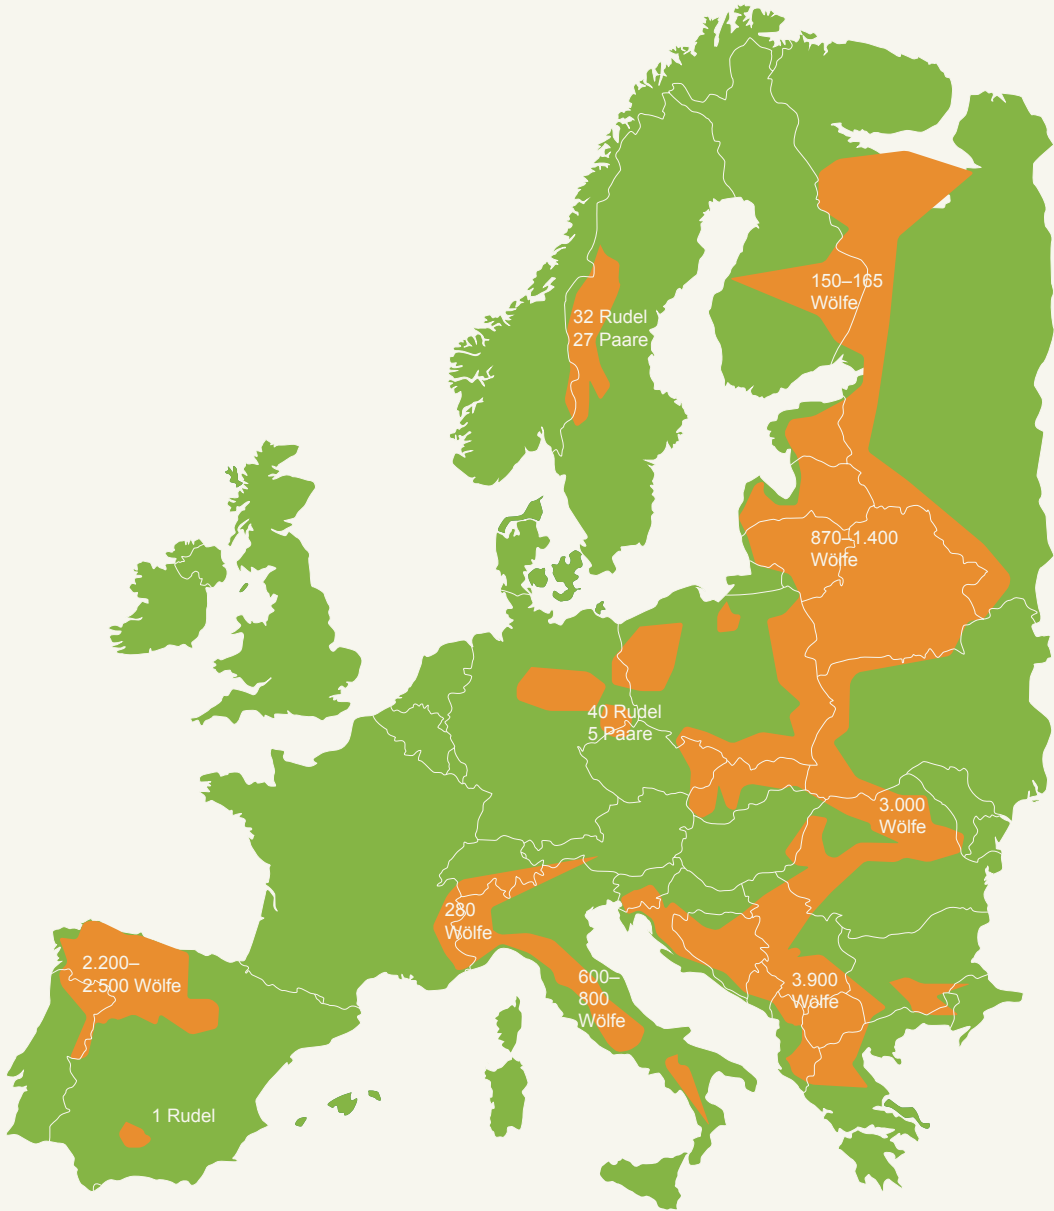 150–165
Wölfe
32 Rudel
27 Paare
870–1.400
Wölfe
40 Rudel
5 Paare
3.000
Wölfe
280
Wölfe
2.200–
2.500 Wölfe
600–
800
Wölfe
3.900
Wölfe
1 Rudel